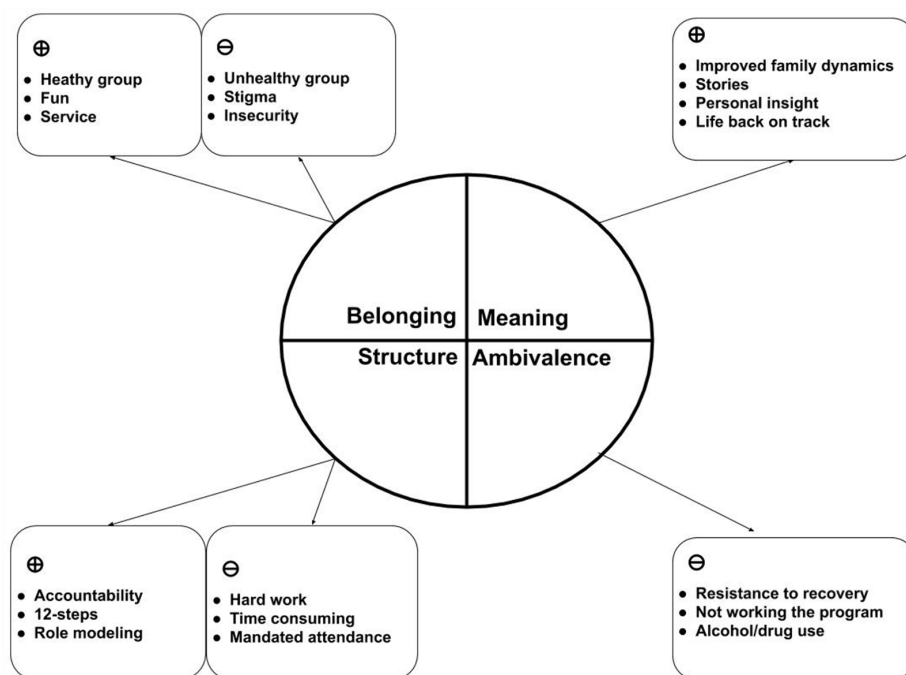 ⊕
● Heathy group
● Fun
● Service
⊖
● Unhealthy group
● Stigma
● Insecurity
⊕
● Improved family dynamics
● Stories
● Personal insight
● Life back on track
Belonging
Meaning
Structure
Ambivalence
⊕
● Accountability
● 12-steps
● Role modeling
⊖
● Hard work
● Time consuming
● Mandated attendance
⊖
● Resistance to recovery
● Not working the program
● Alcohol/drug use